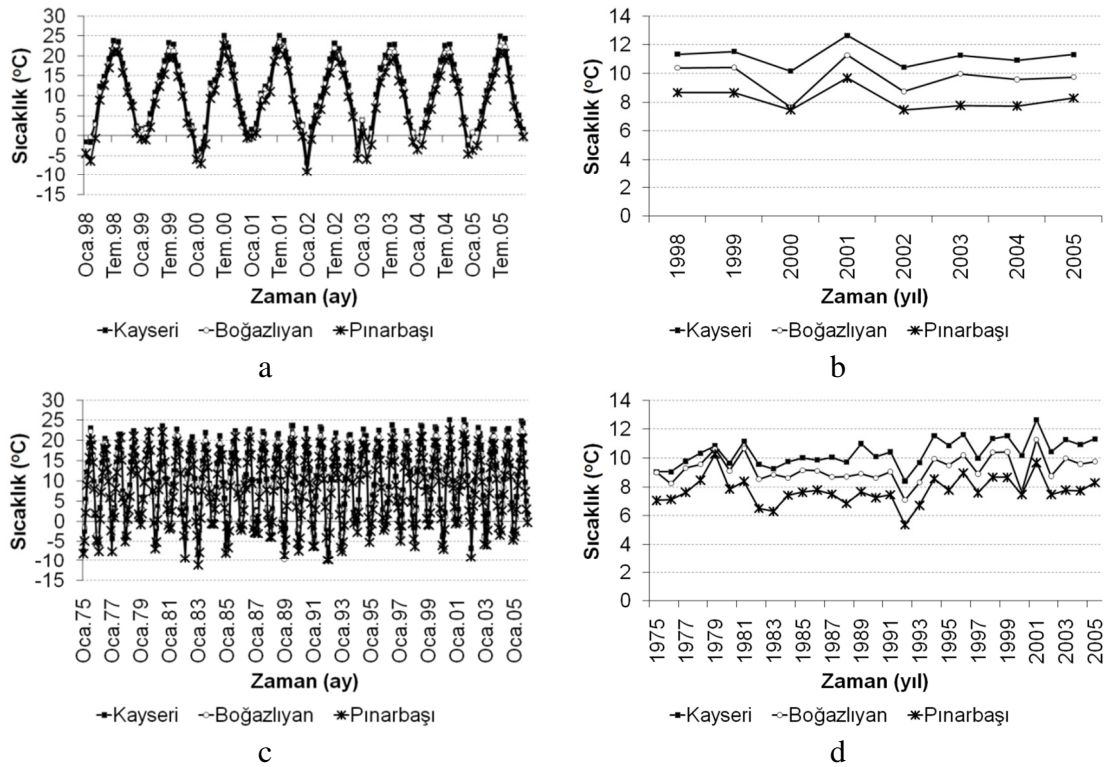 30
25
20
15
10
5
0
-5
-10
-15
Sıcaklık (ºC)
Oca.98
Tem.98
Oca.99
Tem.99
Oca.00
Tem.00
Oca.01
Tem.01
Oca.02
Tem.02
Oca.03
Tem.03
Oca.04
Tem.04
Oca.05
Tem.05
Zaman (ay)
Kayseri Boğazlıyan Pınarbaşı
a
14
12
10
8
6
4
2
0
Sıcaklık (ºC)
1998
1999
2000
2001
2002
2003
2004
2005
Zaman (yıl)
Kayseri Boğazlıyan Pınarbaşı
b
30
25
20
15
10
5
0
-5
-10
-15
Sıcaklık (ºC)
Oca.75
Oca.77
Oca.79
Oca.81
Oca.83
Oca.85
Oca.87
Oca.89
Oca.91
Oca.93
Oca.95
Oca.97
Oca.99
Oca.01
Oca.03
Oca.05
Zaman (ay)
Kayseri Boğazlıyan Pınarbaşı
c
14
12
10
8
6
4
2
0
Sıcaklık (ºC)
1975
1977
1979
1981
1983
1985
1987
1989
1991
1993
1995
1997
1999
2001
2003
2005
Zaman (yıl)
Kayseri Boğazlıyan Pınarbaşı
d